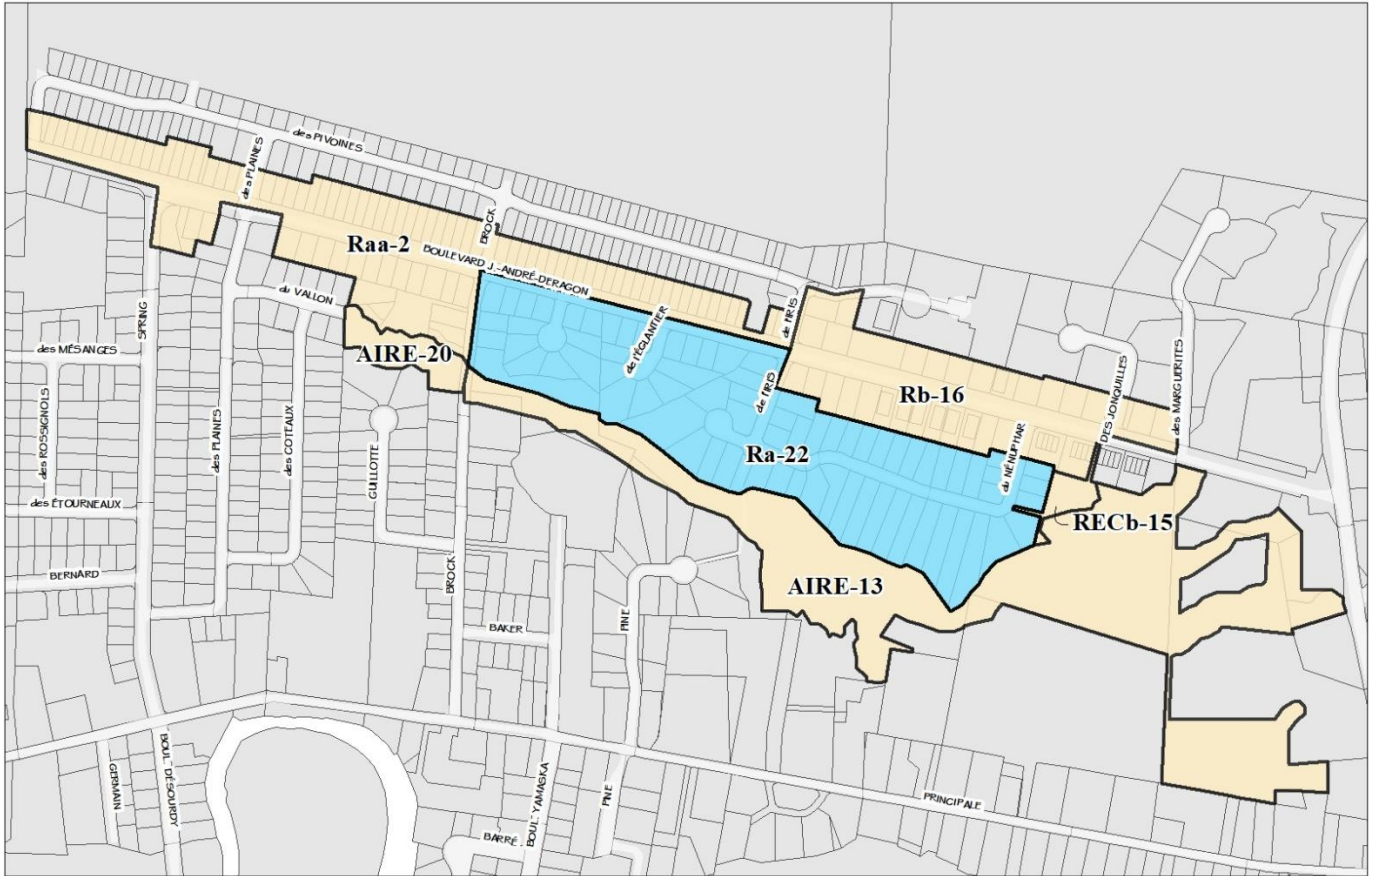 des PIVOINES
des PLAINES
BROCK
Raa-2
BOULEVARD J.-ANDRÉ-DERAGON
du VALLON
SPRING
de l'IRIS
de l'ÉGLANTIER
des MÉSANGES
AIRE-20
de l'IRIS
Rb-16
DES JONQUILLES
des MARGUERITES
des ROSSIGNOLS
des PLAINES
des COTEAUX
GUILLOTTE
Ra-22
du NÉNUPHAR
des ÉTOURNEAUX
RECb-15
BERNARD
BROCK
AIRE-13
BAKER
PINE
GERMAIN
BOUL. DÉSOURDY
BOUL. YAMASKA
PINE
PRINCIPALE
BARRÉ